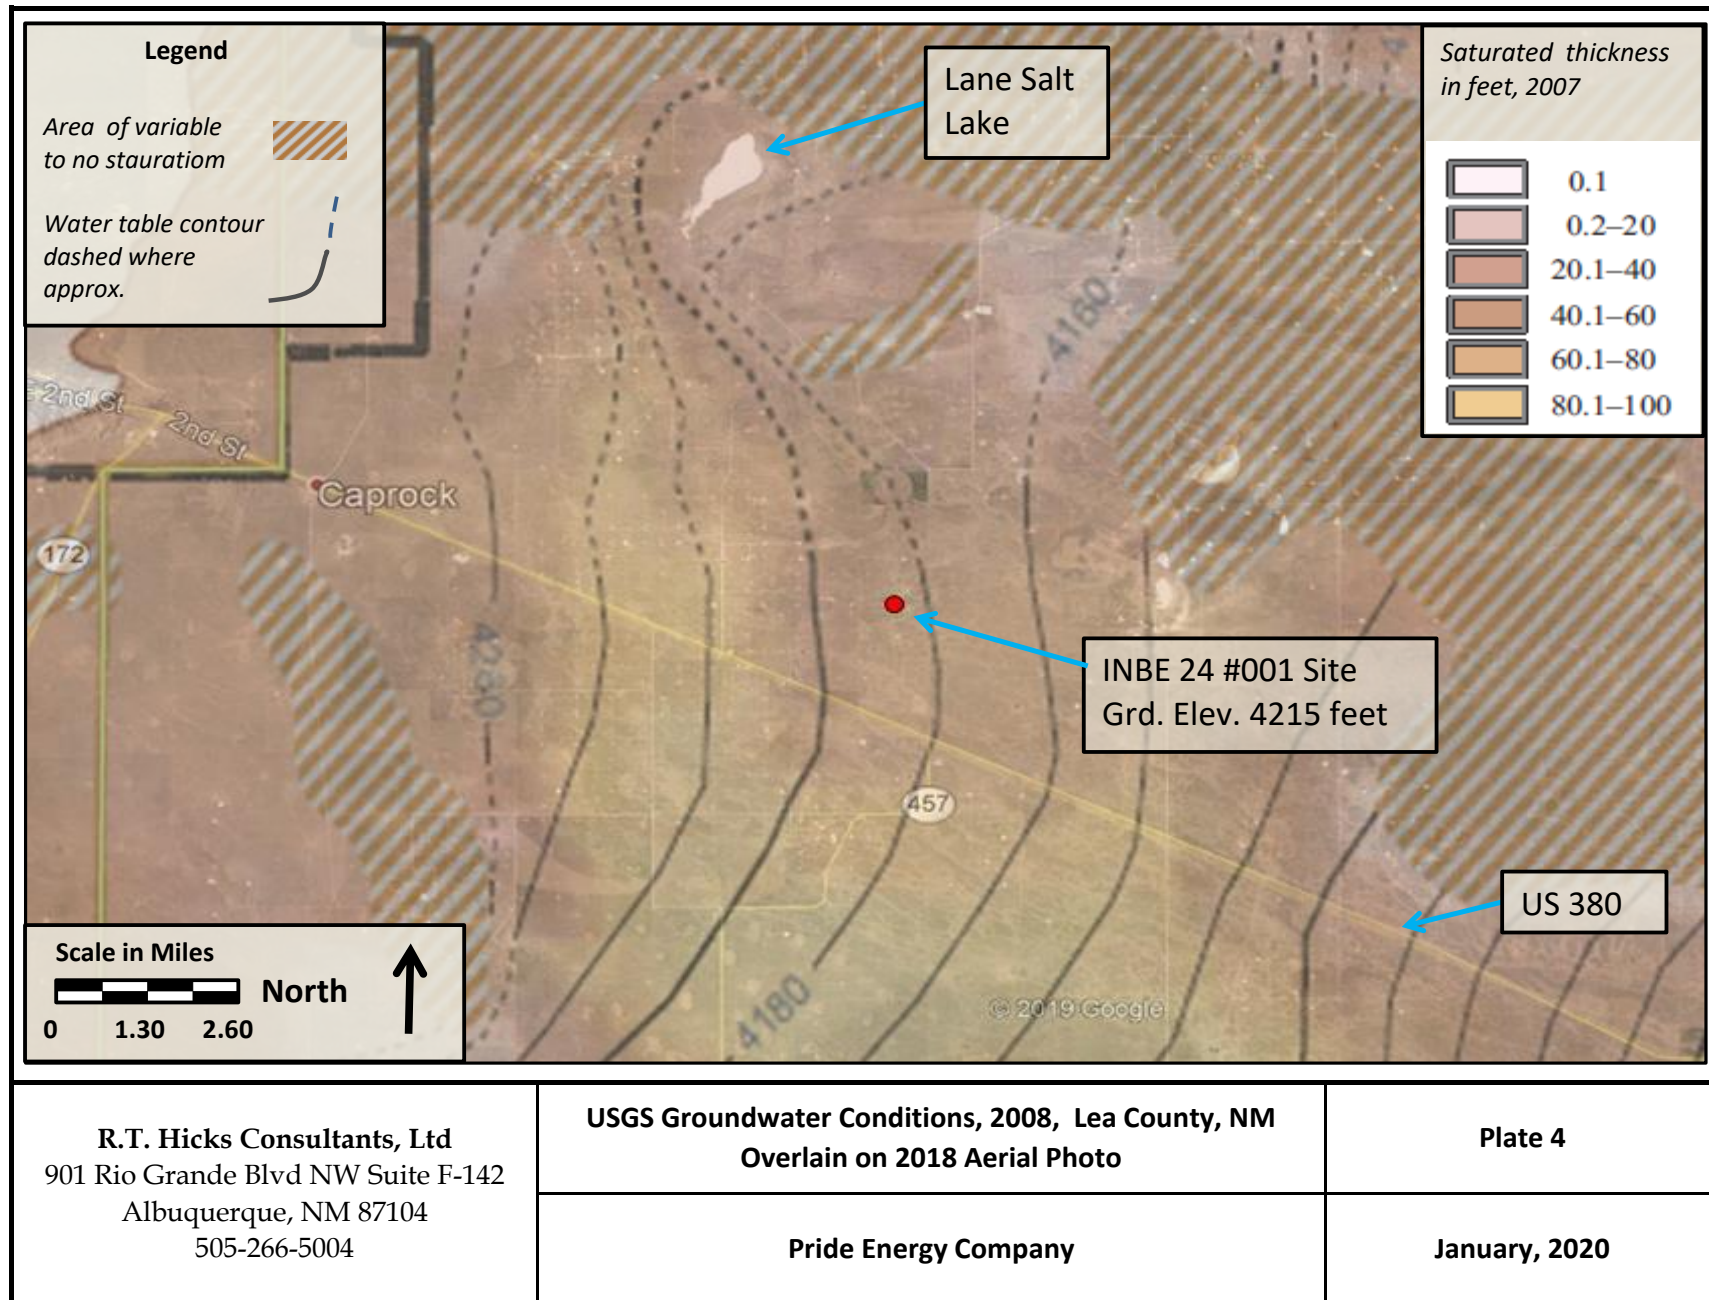 Legend
Area of variable
to no stauratiom
Water table contour
dashed where
approx.
Lane Salt
Lake
Saturated thickness
in feet, 2007
0.1
0.2–20
20.1–40
40.1–60
60.1–80
80.1–100
4160
2nd St
2nd St
Caprock
172
INBE 24 #001 Site
Grd. Elev. 4215 feet
457
US 380
4180
© 2019 Google
Scale in Miles
North
0 1.30 2.60
R.T. Hicks Consultants, Ltd
901 Rio Grande Blvd NW Suite F-142
Albuquerque, NM 87104
505-266-5004
USGS Groundwater Conditions, 2008, Lea County, NM
Overlain on 2018 Aerial Photo
Plate 4
Pride Energy Company
January, 2020